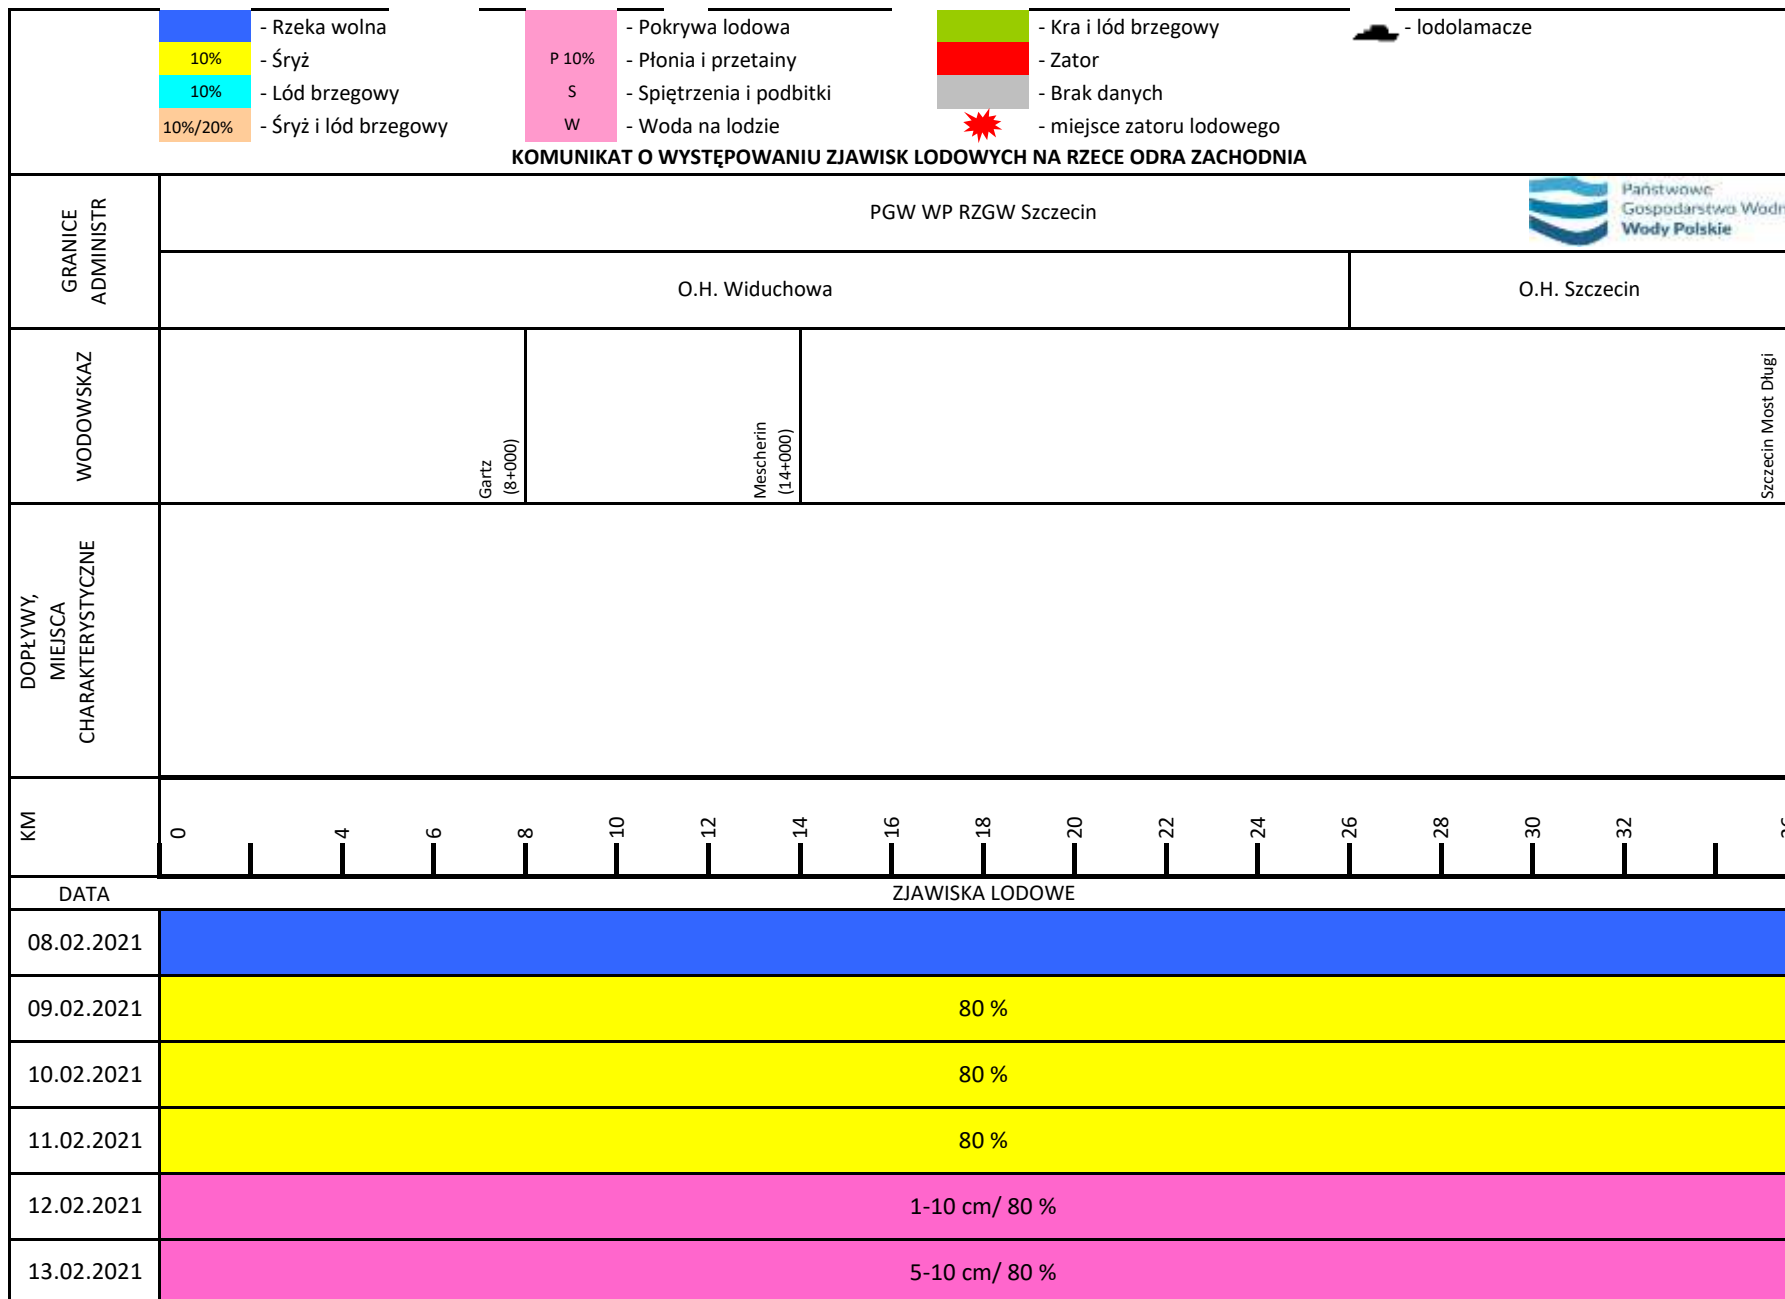 - Rzeka wolna
- Pokrywa lodowa
- Kra i lód brzegowy
- lodolamacze
10%
- Śryż
P 10%
- Płonia i przetainy
- Zator
10%
- Lód brzegowy
S
- Spiętrzenia i podbitki
- Brak danych
10%/20%
- Śryż i lód brzegowy
W
- Woda na lodzie
- miejsce zatoru lodowego
KOMUNIKAT O WYSTĘPOWANIU ZJAWISK LODOWYCH NA RZECE ODRA ZACHODNIA
GRANICE
ADMINISTR
PGW WP RZGW Szczecin
Państwowe
Gospodarstwo Wodn
Wody Polskie
O.H. Widuchowa
O.H. Szczecin
WODOWSKAZ
Gartz
(8+000)
Mescherin
(14+000)
Szczecin Most Długi
DOPŁYWY,
MIEJSCA
CHARAKTERYSTYCZNE
KM
0
4
6
8
10
12
14
16
18
20
22
24
26
28
30
32
DATA
ZJAWISKA LODOWE
08.02.2021
09.02.2021
80 %
10.02.2021
80 %
11.02.2021
80 %
12.02.2021
1-10 cm/ 80 %
13.02.2021
5-10 cm/ 80 %